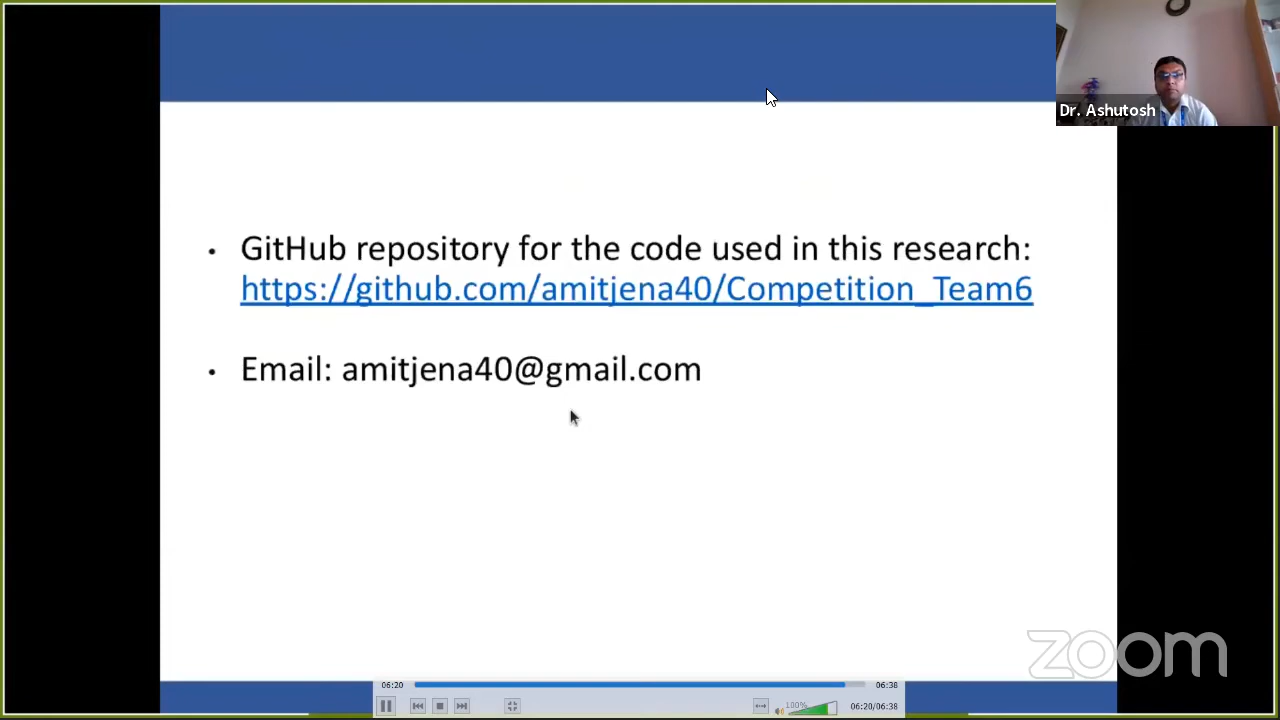 Dr. Ashutosh
• GitHub repository for the code used in this research:
https://github.com/amitjena40/Competition_Team6
• Email: amitjena40@gmail.com
zoom
06:20
06:38
100%
06:20/06:38